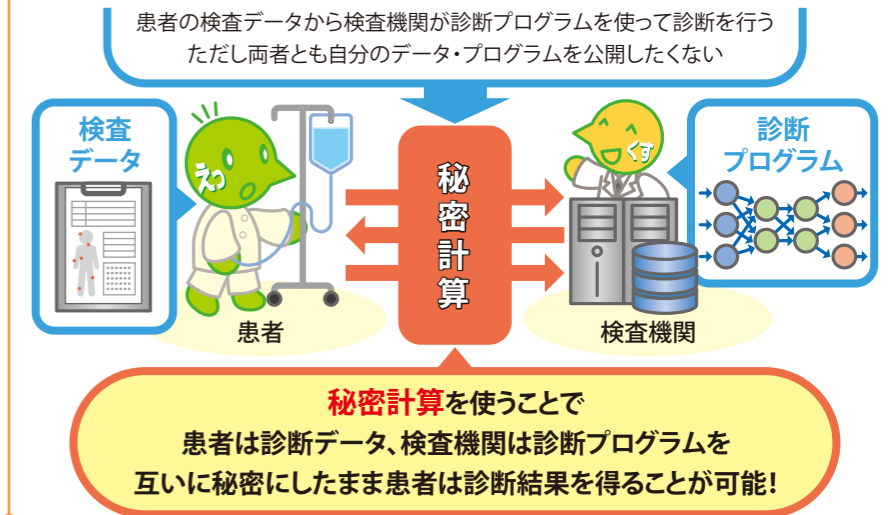 患者の検査データから検査機関が診断プログラムを使って診断を行う
ただし両者とも自分のデータ・プログラムを公開したくない
検査
データ
えっ
秘密計算
くす
診断
プログラム
患者
検査機関
秘密計算を使うことで
患者は診断データ、検査機関は診断プログラムを
互いに秘密にしたまま患者は診断結果を得ることが可能！